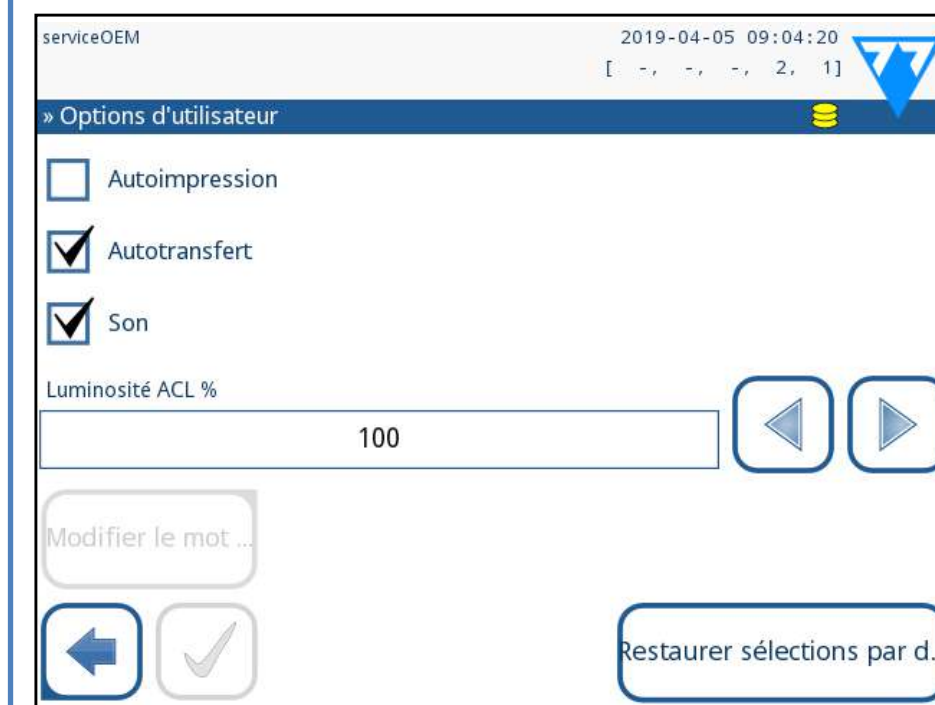 serviceOEM
2019-04-05 09:04:20
[ -, -, -, 2, 1]
» Options d'utilisateur
Autoimpression
Autotransfert
Son
Luminosité ACL %
100
Modifier le mot ...
Restaurer sélections par d.